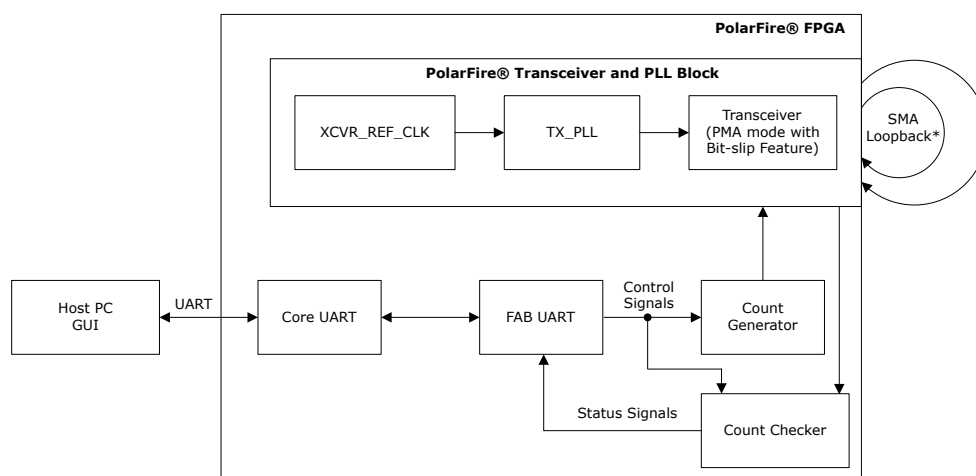 PolarFire® FPGA
PolarFire® Transceiver and PLL Block
XCVR_REF_CLK
TX_PLL
Transceiver
(PMA mode with
Bit-slip Feature)
SMA
Loopback*
Host PC
GUI
UART
Core UART
FAB UART
Control
Signals
Count
Generator
Status Signals
Count Checker